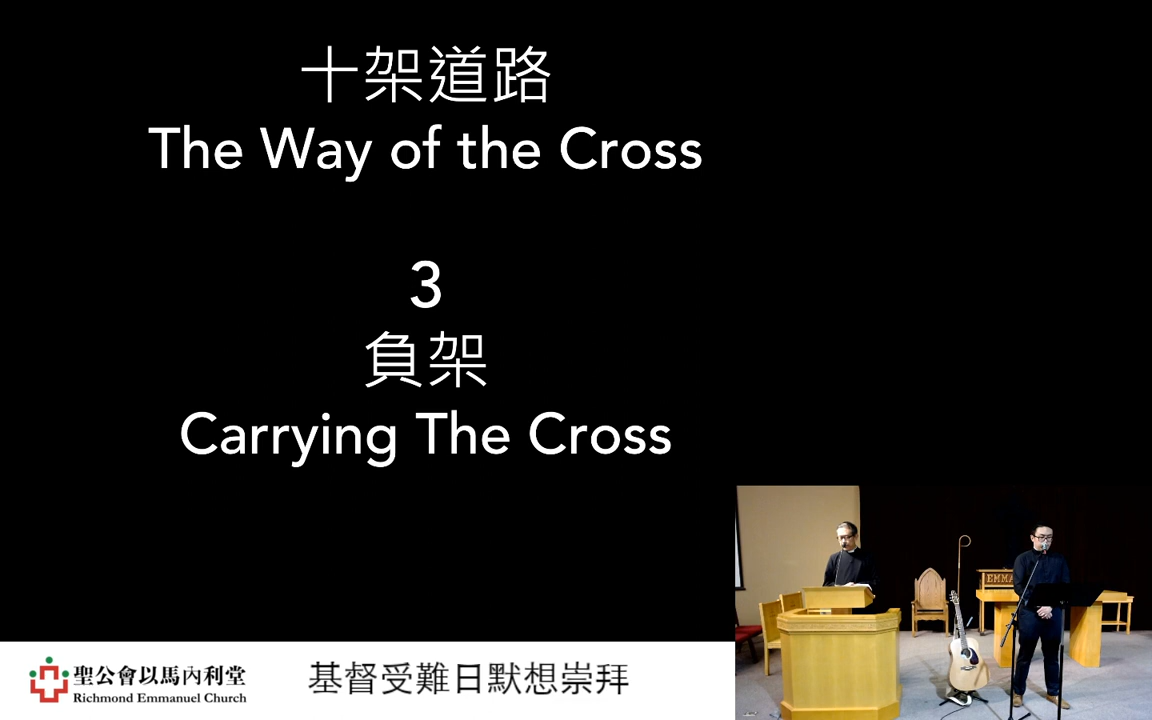 十架道路
The Way of the Cross
3
負架
Carrying The Cross
聖公會以馬內利堂
Richmond Emmanuel Church
基督受難日默想崇拜
EMMA